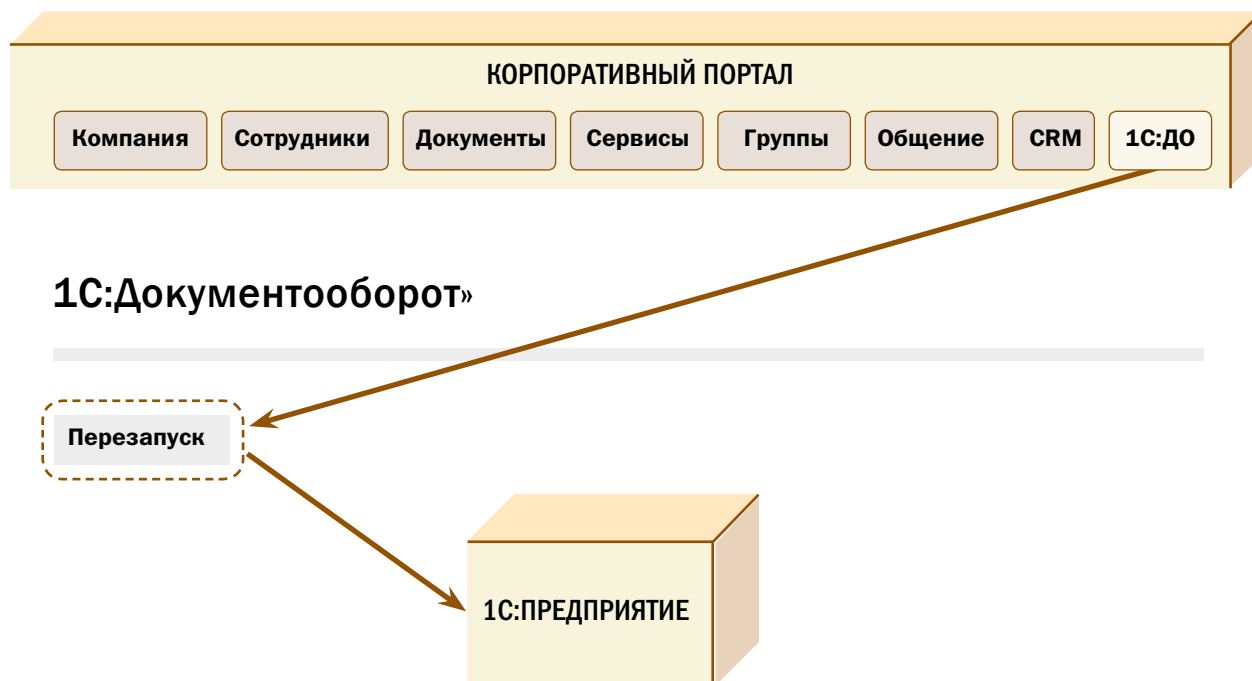 КОРПОРАТИВНЫЙ ПОРТАЛ
Компания Сотрудники Документы Сервисы Группы Общение CRM 1С:ДО
1С:Документооборот»
Перезапуск
1С:ПРЕДПРИЯТИЕ